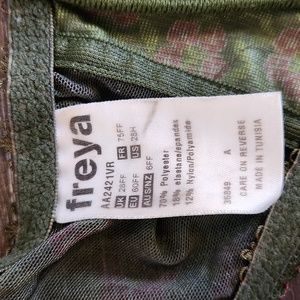 freya
AA2421VR
UK 28FF FR 75FF US 28H
EU 60FF AUS/NZ 6FF
70% Polyester
18% elastane/spandex
12% Nylon/Polyamide
35849 A
CARE ON REVERSE
MADE IN TUNISIA